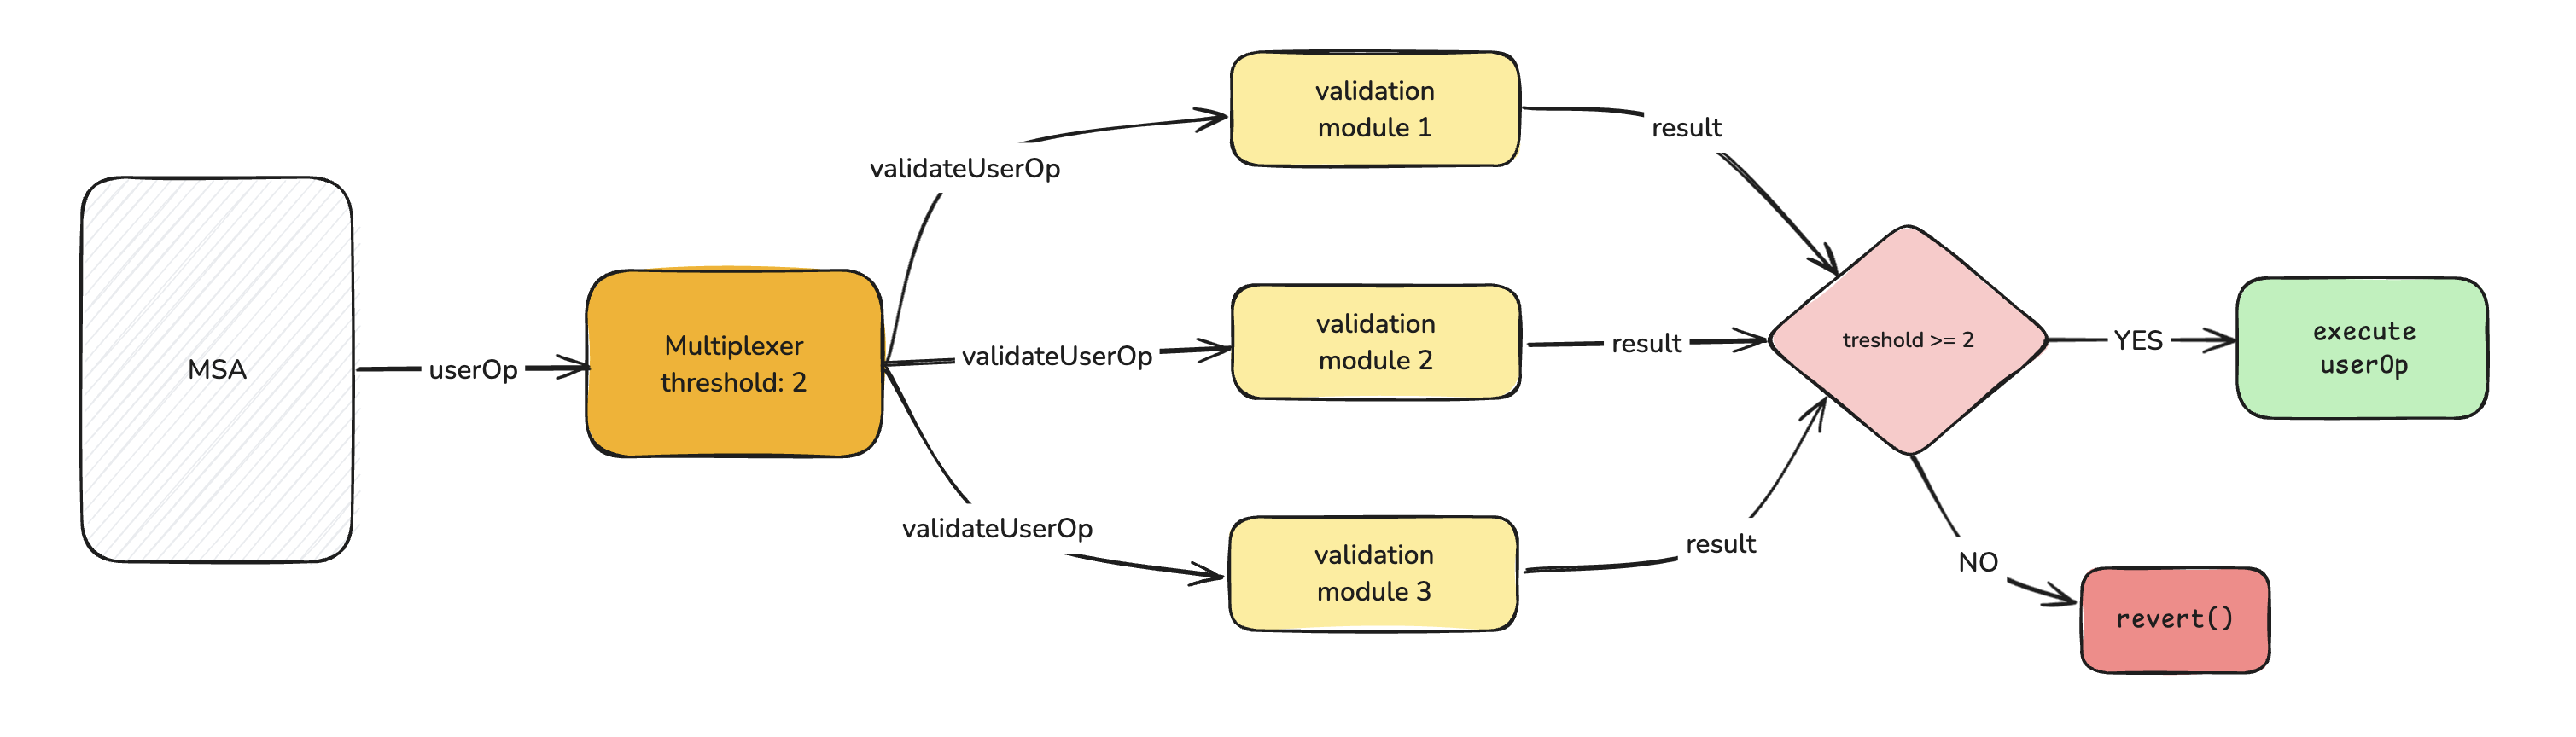 MSA
userOp
Multiplexer
threshold: 2
validateUserOp
validateUserOp
validateUserOp
validation
module 1
validation
module 2
validation
module 3
result
result
result
treshold >= 2
YES
execute
userOp
NO
revert()